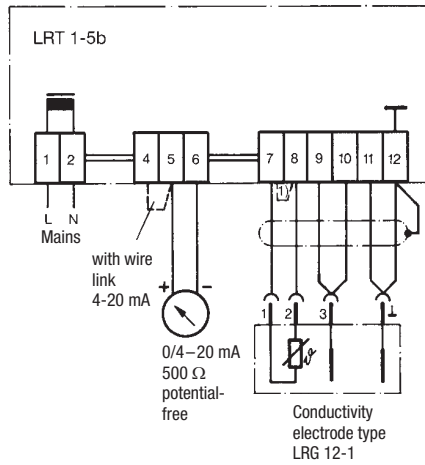 LRT 1-5b
1 2 4 5 6 7 8 9 10 11 12
1)
L N
Mains
with wire
link
4-20 mA
+ −
1 2 3 ⊥
0/4–20 mA
500 Ω
potential-
free
ϑ
Conductivity
electrode type
LRG 12-1